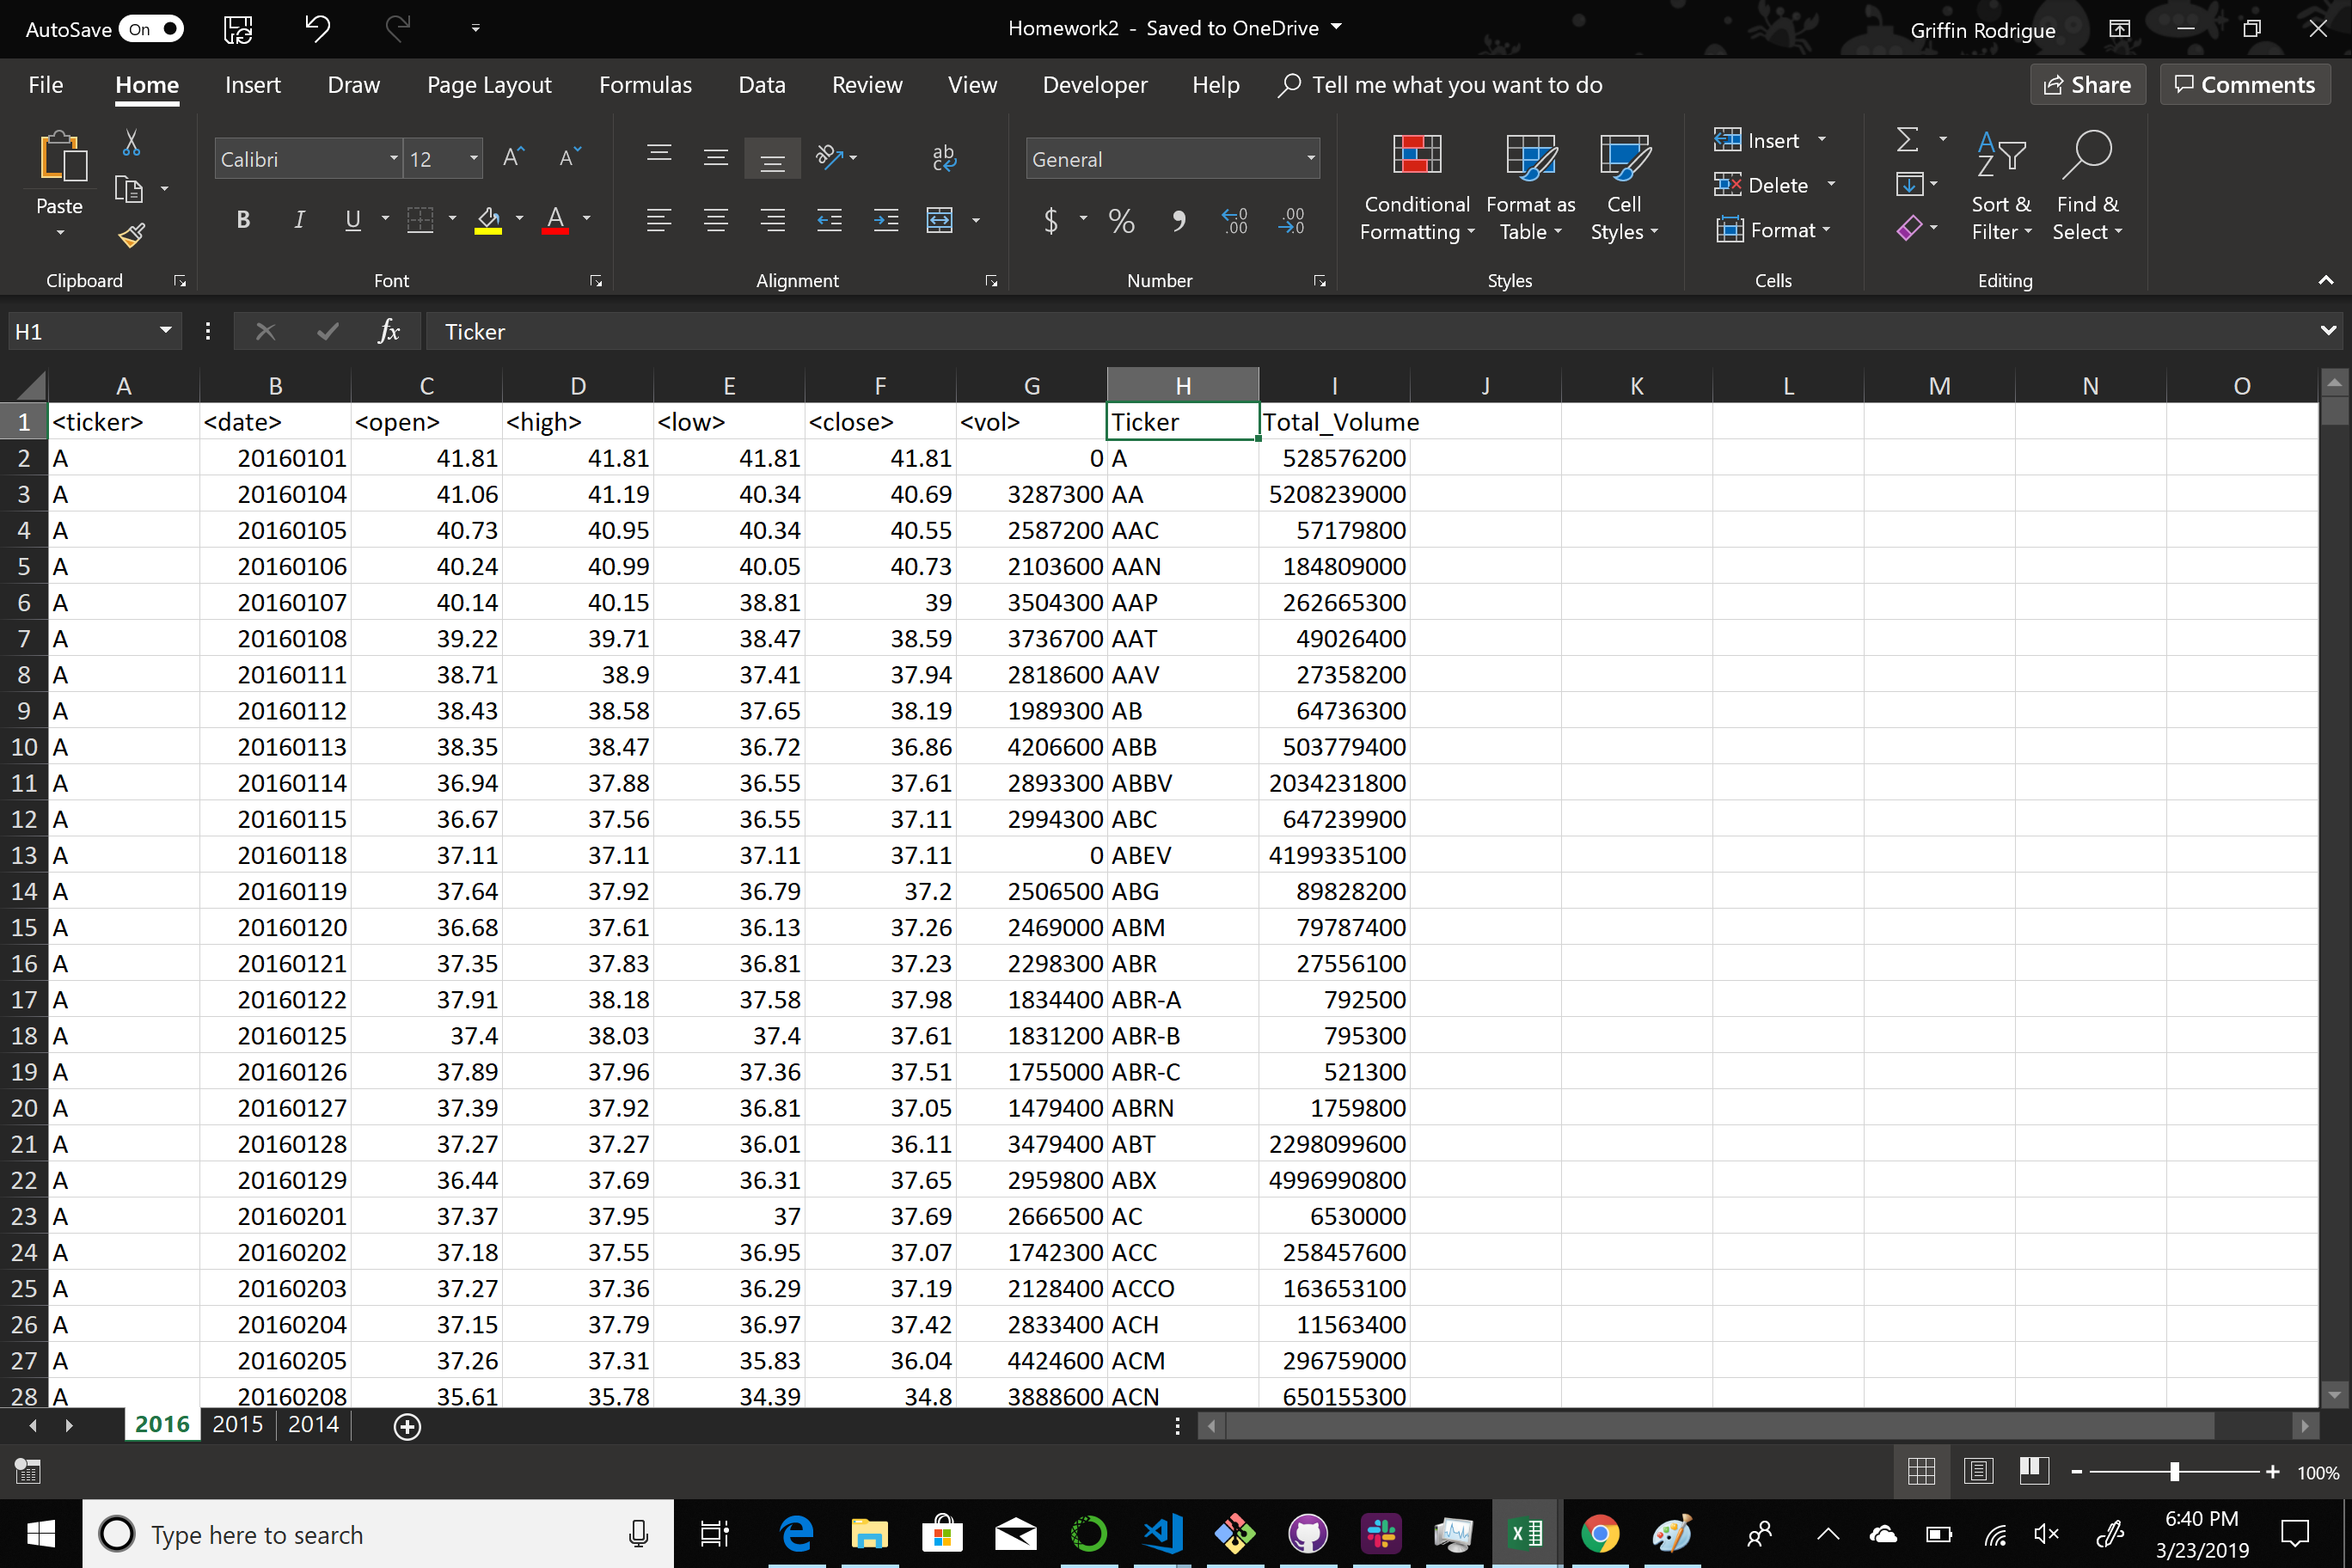 AutoSave On Homework2 - Saved to OneDrive Griffin Rodrigue
File Home Insert Draw Page Layout Formulas Data Review View Developer Help Tell me what you want to do Share Comments
Paste Calibri 12 General Conditional Formatting Format as Table Cell Styles Insert Delete Format Sort & Filter Find & Select
Clipboard Font Alignment Number Styles Cells Editing
H1 fx Ticker
A B C D E F G H I J K L M N O
1 <ticker> <date> <open> <high> <low> <close> <vol> Ticker Total_Volume
2 A 20160101 41.81 41.81 41.81 41.81 0 A 528576200
3 A 20160104 41.06 41.19 40.34 40.69 3287300 AA 5208239000
4 A 20160105 40.73 40.95 40.34 40.55 2587200 AAC 57179800
5 A 20160106 40.24 40.99 40.05 40.73 2103600 AAN 184809000
6 A 20160107 40.14 40.15 38.81 39 3504300 AAP 262665300
7 A 20160108 39.22 39.71 38.47 38.59 3736700 AAT 49026400
8 A 20160111 38.71 38.9 37.41 37.94 2818600 AAV 27358200
9 A 20160112 38.43 38.58 37.65 38.19 1989300 AB 64736300
10 A 20160113 38.35 38.47 36.72 36.86 4206600 ABB 503779400
11 A 20160114 36.94 37.88 36.55 37.61 2893300 ABBV 2034231800
12 A 20160115 36.67 37.56 36.55 37.11 2994300 ABC 647239900
13 A 20160118 37.11 37.11 37.11 37.11 0 ABEV 4199335100
14 A 20160119 37.64 37.92 36.79 37.2 2506500 ABG 89828200
15 A 20160120 36.68 37.61 36.13 37.26 2469000 ABM 79787400
16 A 20160121 37.35 37.83 36.81 37.23 2298300 ABR 27556100
17 A 20160122 37.91 38.18 37.58 37.98 1834400 ABR-A 792500
18 A 20160125 37.4 38.03 37.4 37.61 1831200 ABR-B 795300
19 A 20160126 37.89 37.96 37.36 37.51 1755000 ABR-C 521300
20 A 20160127 37.39 37.92 36.81 37.05 1479400 ABRN 1759800
21 A 20160128 37.27 37.27 36.01 36.11 3479400 ABT 2298099600
22 A 20160129 36.44 37.69 36.31 37.65 2959800 ABX 4996990800
23 A 20160201 37.37 37.95 37 37.69 2666500 AC 6530000
24 A 20160202 37.18 37.55 36.95 37.07 1742300 ACC 258457600
25 A 20160203 37.27 37.36 36.29 37.19 2128400 ACCO 163653100
26 A 20160204 37.15 37.79 36.97 37.42 2833400 ACH 11563400
27 A 20160205 37.26 37.31 35.83 36.04 4424600 ACM 296759000
28 A 20160208 35.61 35.78 34.39 34.8 3888600 ACN 650155300
2016 2015 2014
100%
Type here to search 6:40 PM
3/23/2019